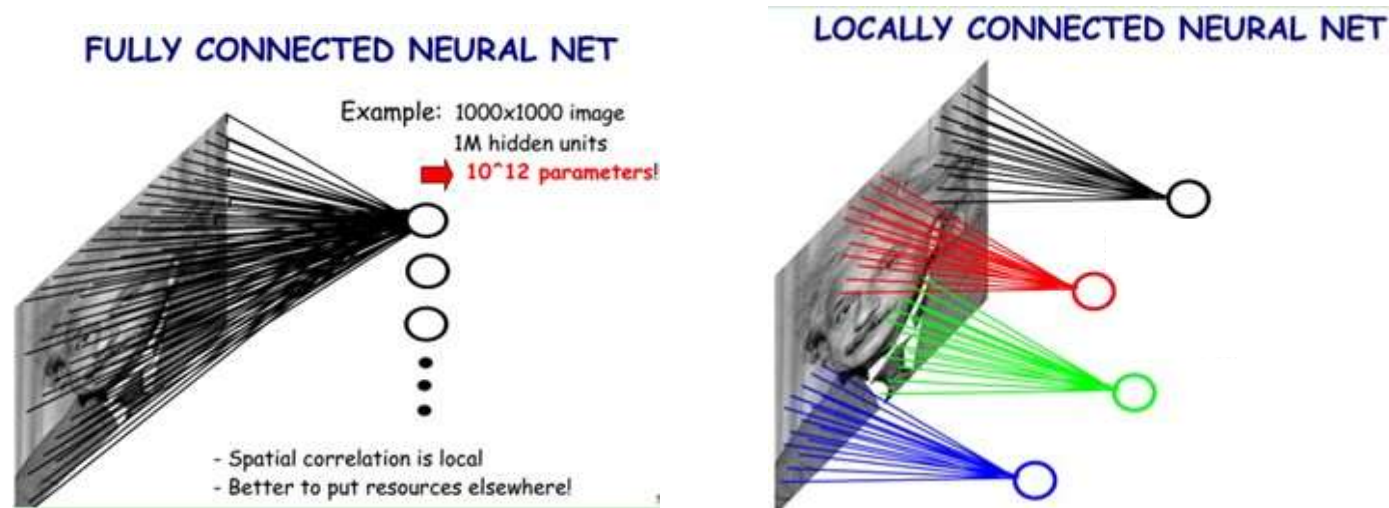 FULLY CONNECTED NEURAL NET
Example: 1000x1000 image
1M hidden units
10^12 parameters!
- Spatial correlation is local
- Better to put resources elsewhere!
LOCALLY CONNECTED NEURAL NET